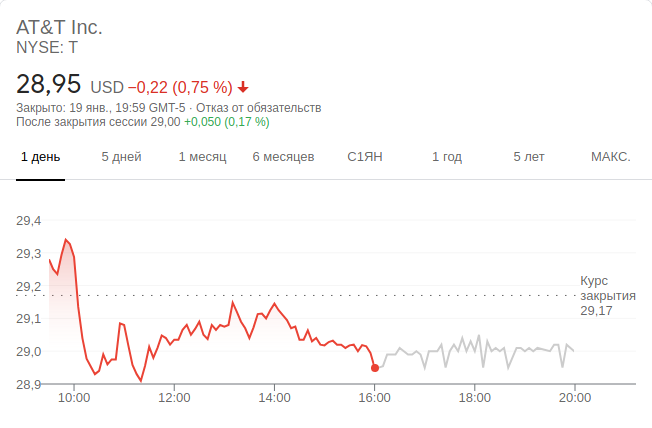 AT&T Inc.
NYSE: T
28,95 USD −0,22 (0,75 %)
Закрыто: 19 янв., 19:59 GMT-5 · Отказ от обязательств
После закрытия сессии 29,00 +0,050 (0,17 %)
1 день 5 дней 1 месяц 6 месяцев С1ЯН 1 год 5 лет МАКС.
29,4
29,3
29,2
29,1
29,0
28,9
Курс
закрытия
29,17
10:00 12:00 14:00 16:00 18:00 20:00